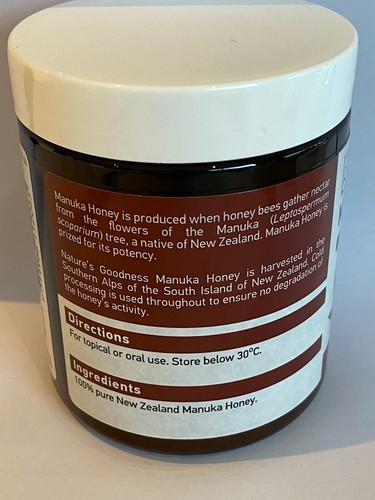 Manuka Honey is produced when honey bees gather nectar
from the flowers of the Manuka (Leptospermum
scoparium) tree, a native of New Zealand. Manuka Honey is
prized for its potency.
Nature's Goodness Manuka Honey is harvested in the
Southern Alps of the South Island of New Zealand. Cold
processing is used throughout to ensure no degradation of
the honey's activity.
Directions
For topical or oral use. Store below 30°C.
Ingredients
100% pure New Zealand Manuka Honey.